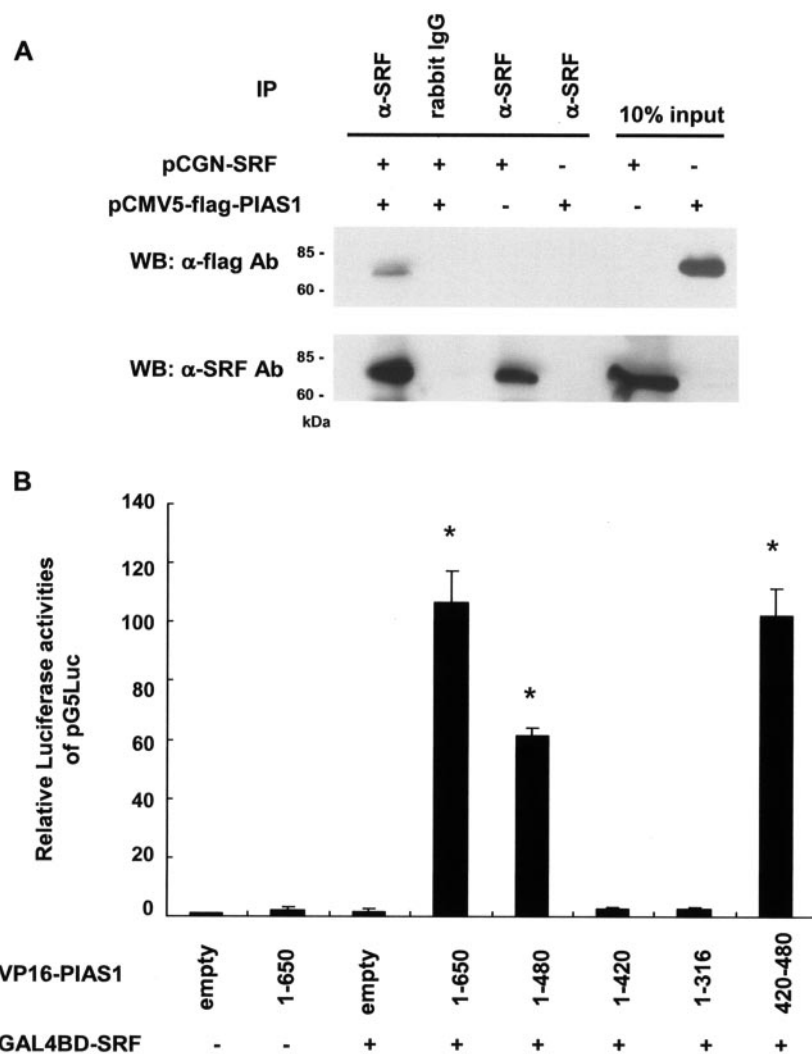 A
IP
α-SRF
rabbit IgG
α-SRF
α-SRF
10% input
pCGN-SRF + + + - + -
pCMV5-flag-PIAS1 + + - + - +
WB: α-flag Ab
85 -
60 -
WB: α-SRF Ab
85 -
60 -
kDa
B
Relative Luciferase activities
of pG5Luc
140
120
100
80
60
40
20
0
*
*
*
VP16-PIAS1
empty
1-650
empty
1-650
1-480
1-420
1-316
420-480
GAL4BD-SRF - - + + + + + +